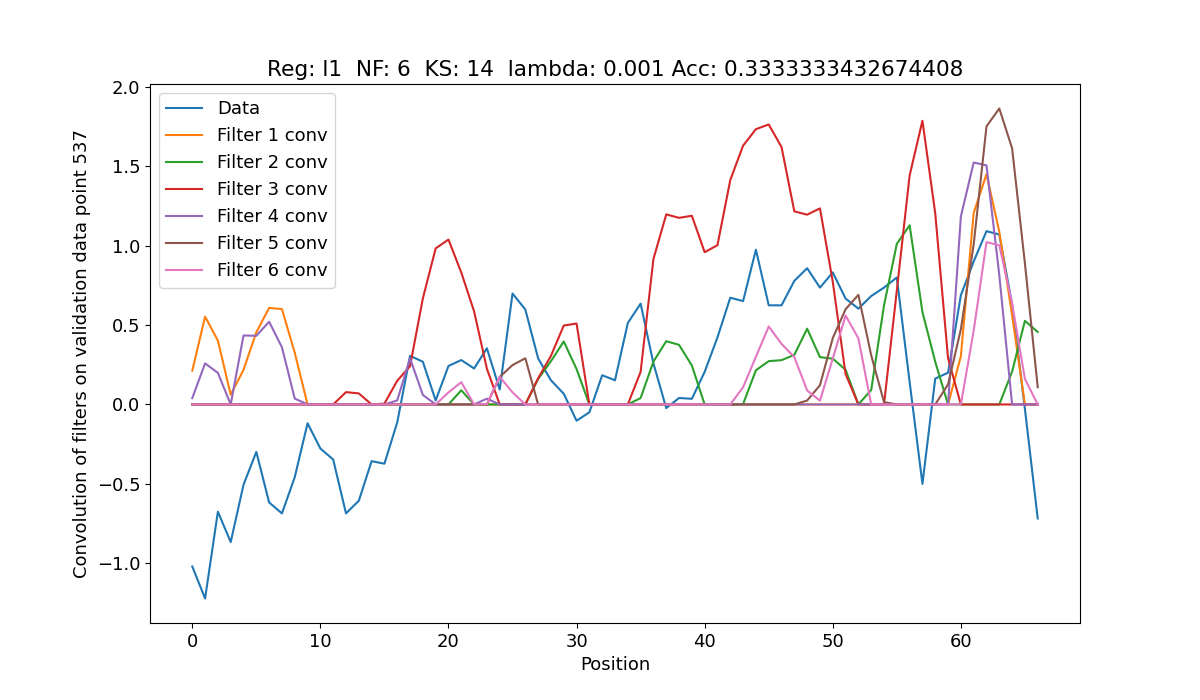 Reg: l1  NF: 6  KS: 14  lambda: 0.001 Acc: 0.3333333432674408
Convolution of filters on validation data point 537
2.0
1.5
1.0
0.5
0.0
−0.5
−1.0
Data
Filter 1 conv
Filter 2 conv
Filter 3 conv
Filter 4 conv
Filter 5 conv
Filter 6 conv
0 10 20 30 40 50 60
Position